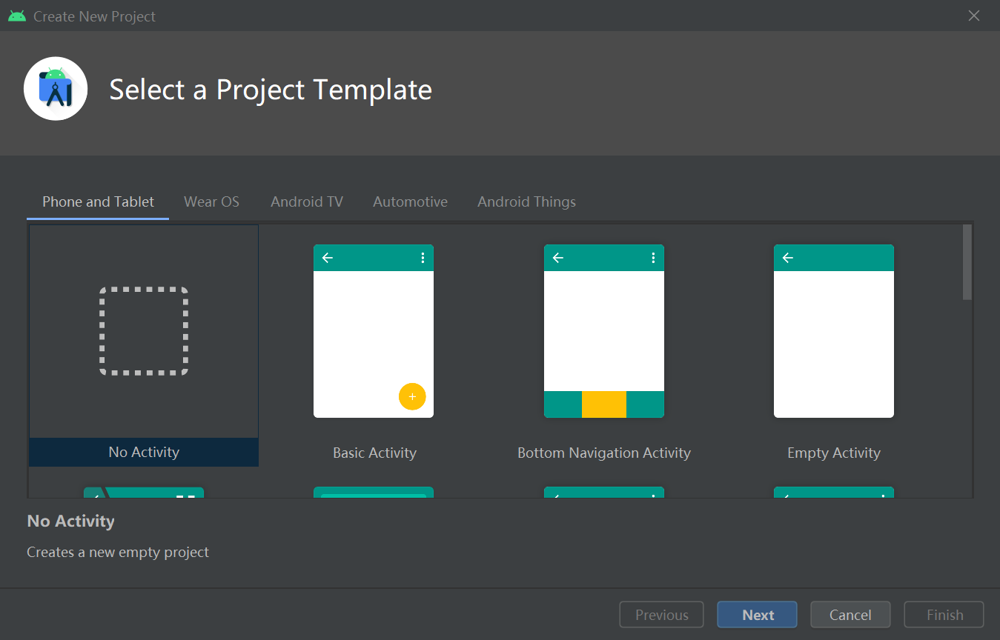 Create New Project
Select a Project Template
Phone and Tablet Wear OS Android TV Automotive Android Things
No Activity Basic Activity Bottom Navigation Activity Empty Activity
No Activity
Creates a new empty project
Previous Next Cancel Finish